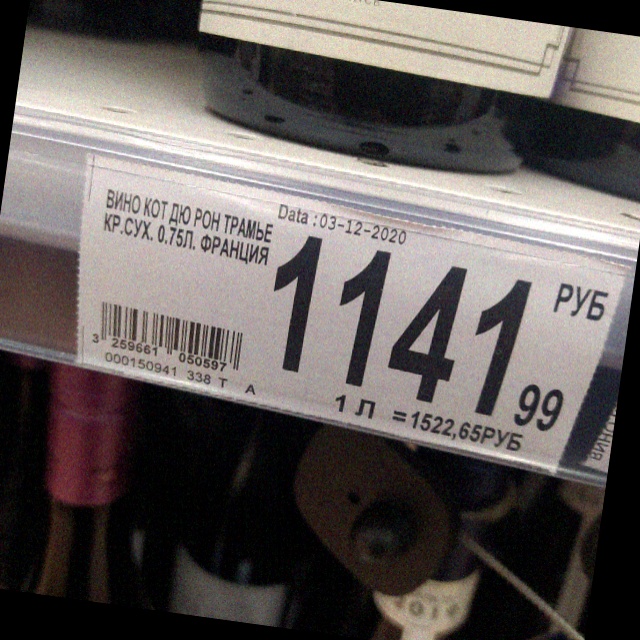 ВИНО КОТ ДЮ РОН ТРАМЬЕ
КР.СУХ. 0.75Л. ФРАНЦИЯ
Data : 03-12-2020
1141 99 РУБ
3 259661 050597
000150941 338 Т А
1 Л =1522,65РУБ